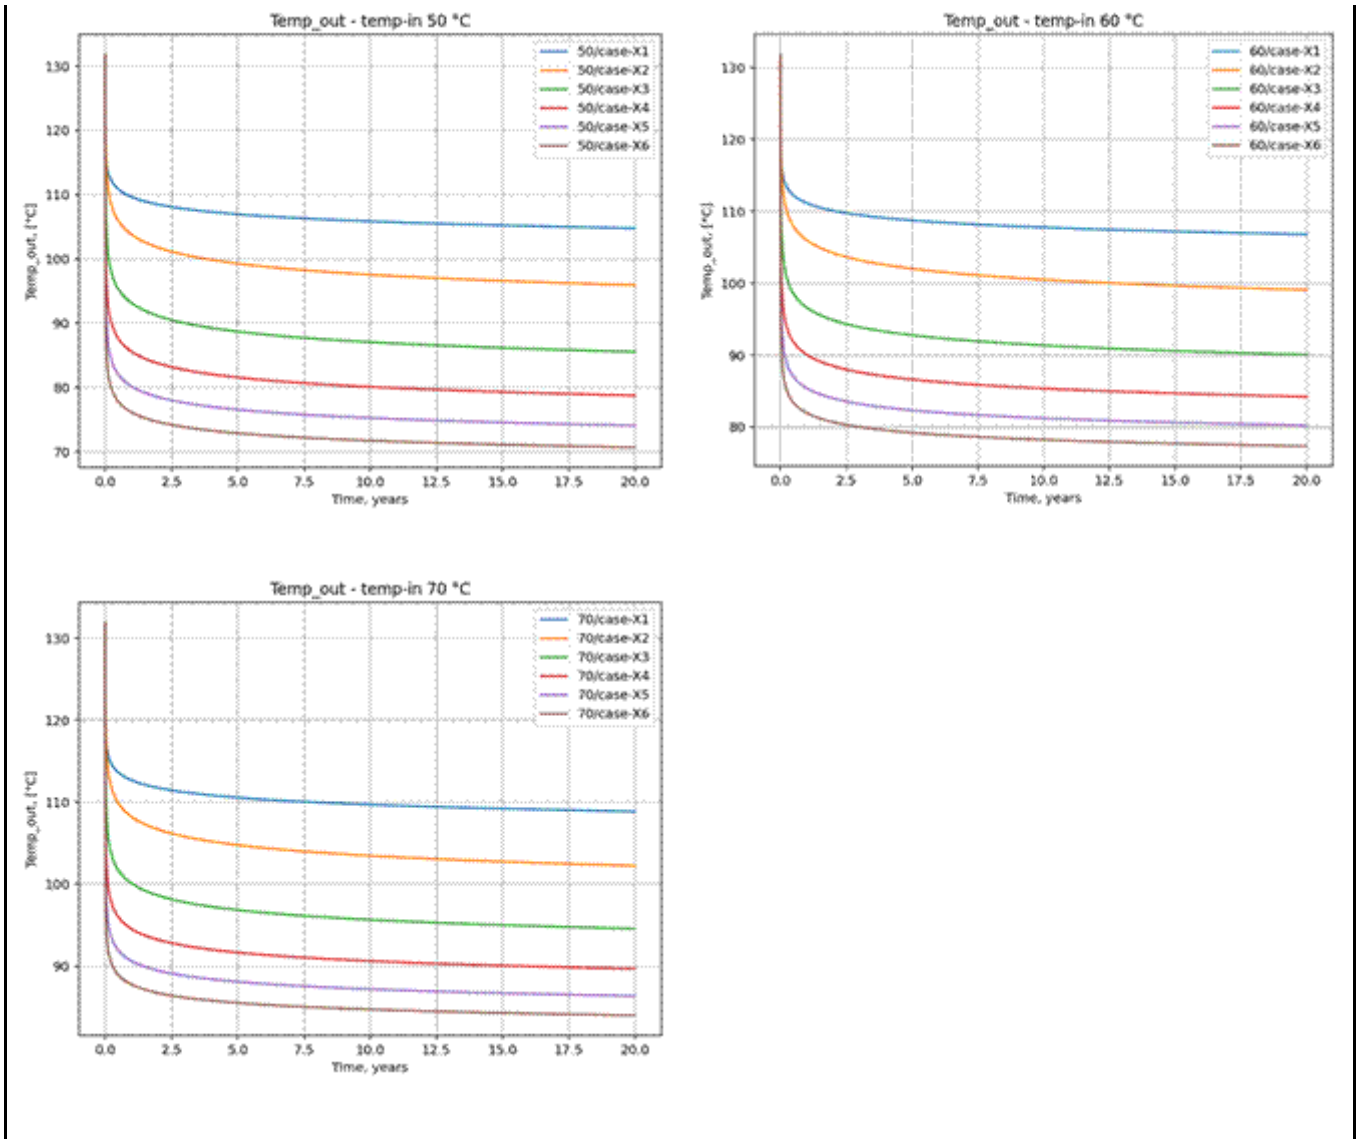 Temp_out - temp-in 50 °C
50/case-X1
50/case-X2
50/case-X3
50/case-X4
50/case-X5
50/case-X6
130
120
110
100
90
80
70
Temp_out, [°C]
0.0 2.5 5.0 7.5 10.0 12.5 15.0 17.5 20.0
Time, years
Temp_out - temp-in 60 °C
60/case-X1
60/case-X2
60/case-X3
60/case-X4
60/case-X5
60/case-X6
130
120
110
100
90
80
Temp_out, [°C]
0.0 2.5 5.0 7.5 10.0 12.5 15.0 17.5 20.0
Time, years
Temp_out - temp-in 70 °C
70/case-X1
70/case-X2
70/case-X3
70/case-X4
70/case-X5
70/case-X6
130
120
110
100
90
Temp_out, [°C]
0.0 2.5 5.0 7.5 10.0 12.5 15.0 17.5 20.0
Time, years